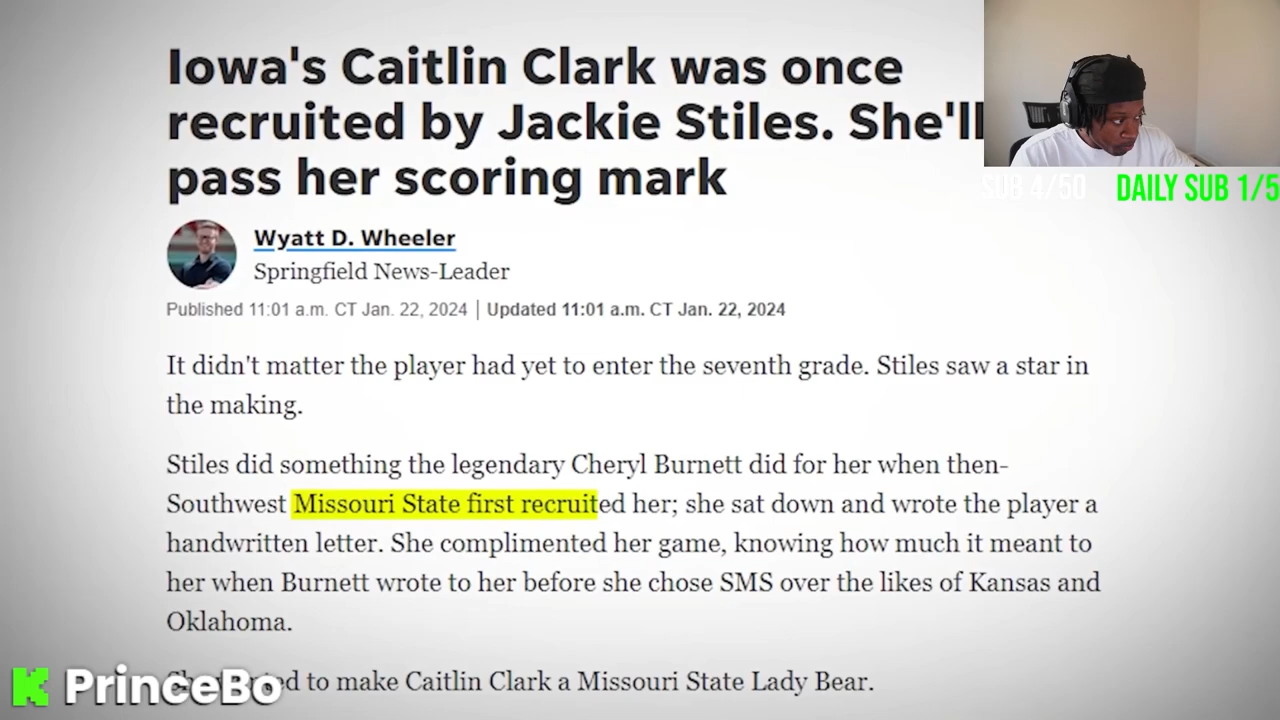 Iowa's Caitlin Clark was once
recruited by Jackie Stiles. She'll
pass her scoring mark
SUB 4/50 DAILY SUB 1/5
Wyatt D. Wheeler
Springfield News-Leader
Published 11:01 a.m. CT Jan. 22, 2024 | Updated 11:01 a.m. CT Jan. 22, 2024
It didn't matter the player had yet to enter the seventh grade. Stiles saw a star in
the making.
Stiles did something the legendary Cheryl Burnett did for her when then-
Southwest Missouri State first recruited her; she sat down and wrote the player a
handwritten letter. She complimented her game, knowing how much it meant to
her when Burnett wrote to her before she chose SMS over the likes of Kansas and
Oklahoma.
to make Caitlin Clark a Missouri State Lady Bear.
K PrinceBo